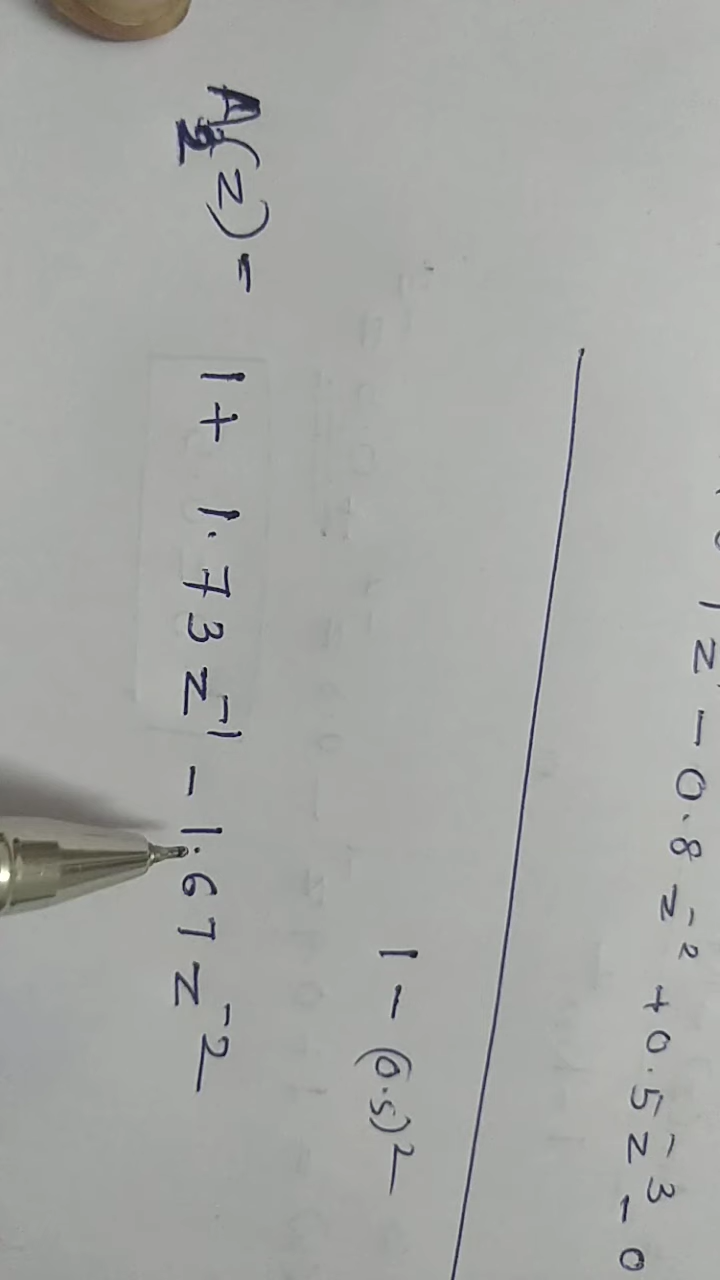 1 z⁻ - 0.8 z⁻² + 0.5 z⁻³ - 0
1 - (0.5)²
A₂(z) = 1 + 1.73 z⁻¹ - 1.67 z⁻²